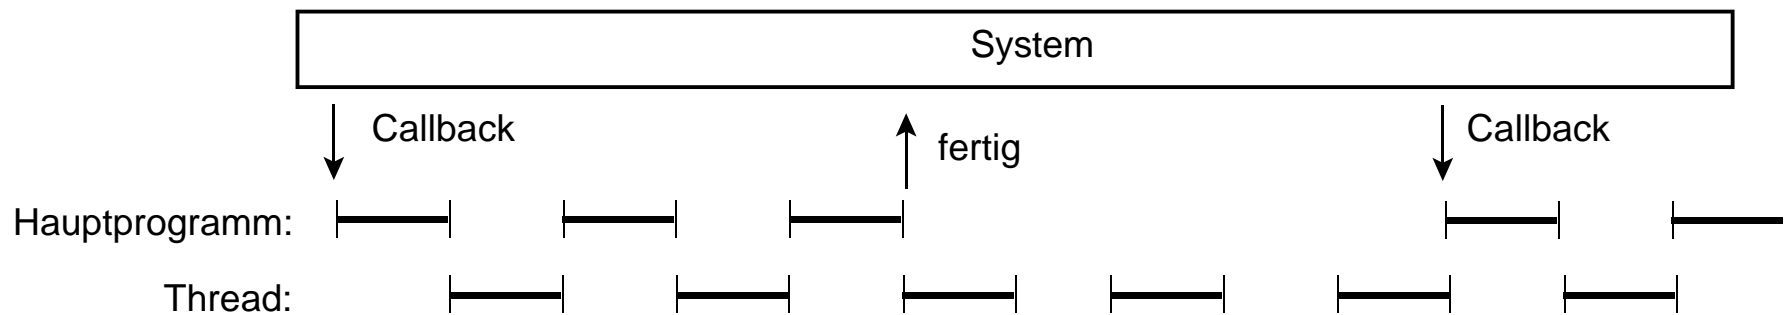 System
Callback
fertig
Callback
Hauptprogramm:
Thread: